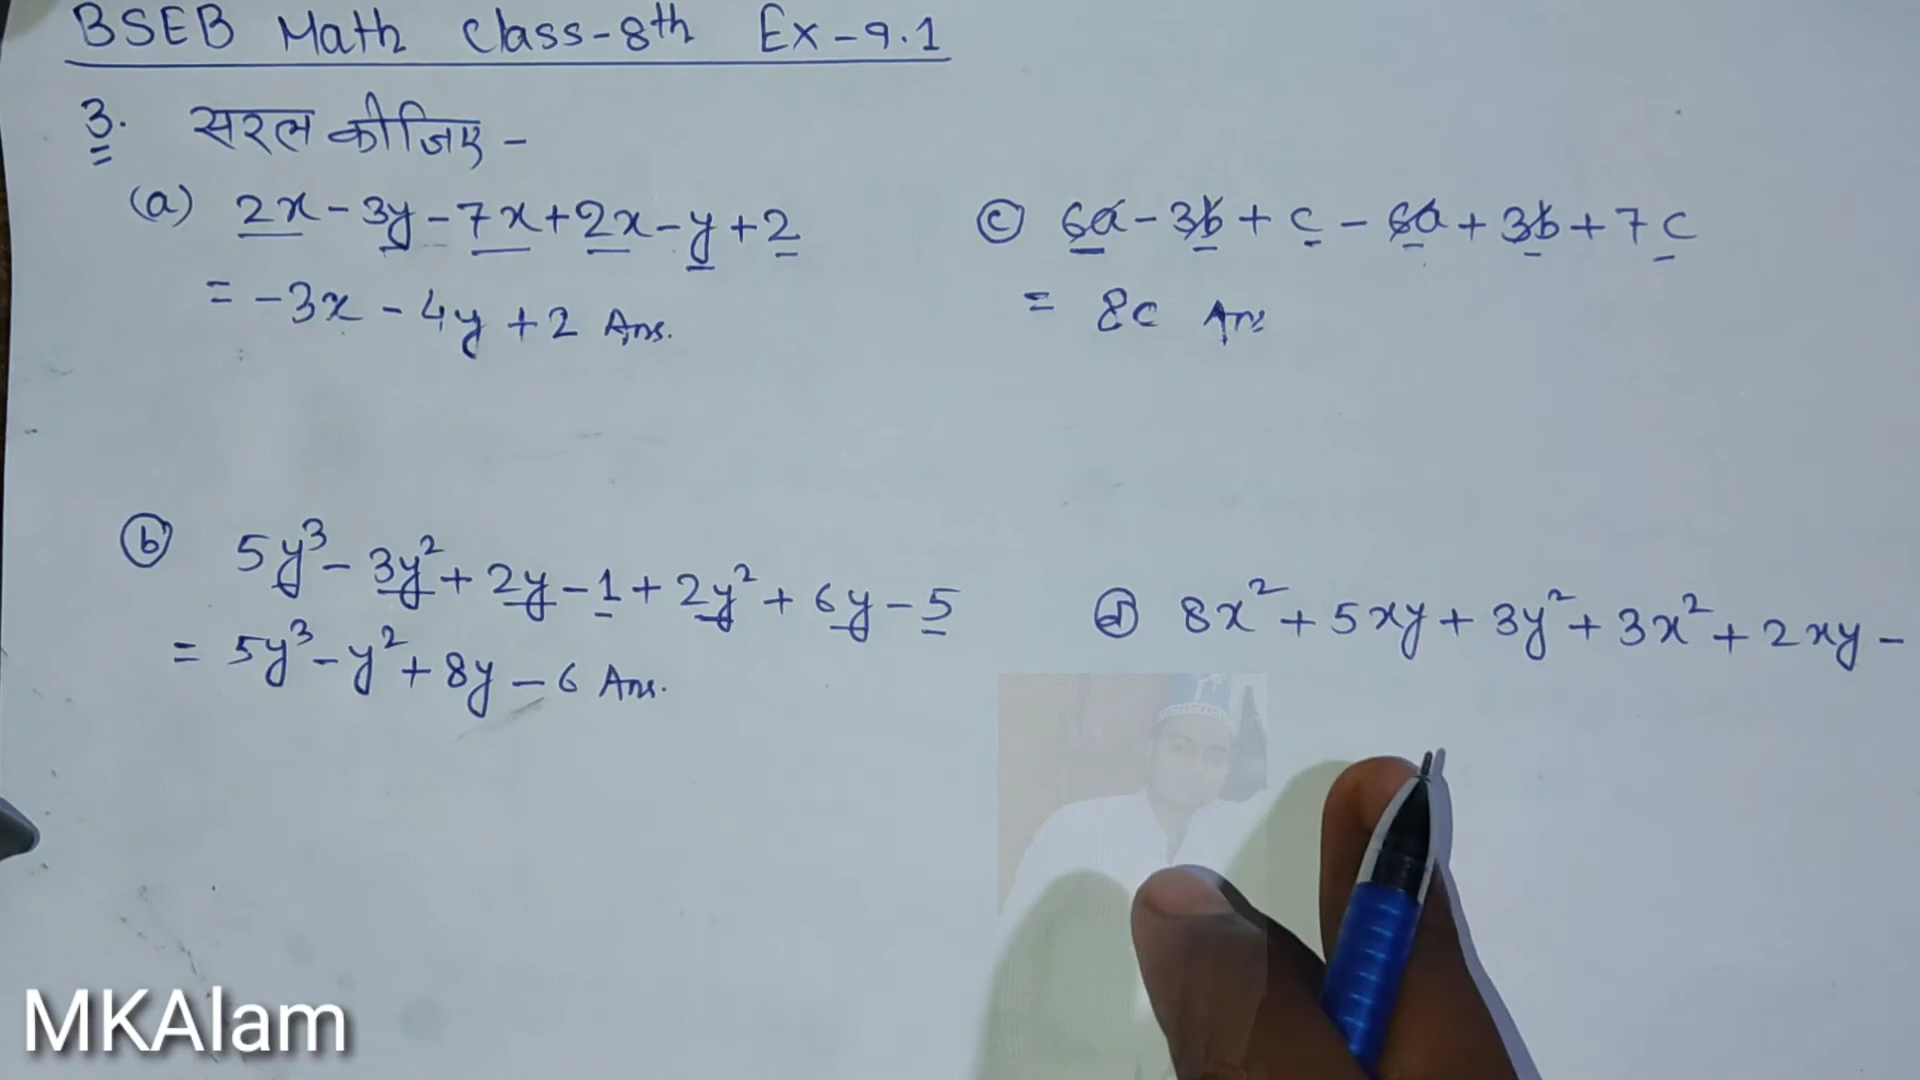 BSEB Math Class-8th Ex-9.1
3. सरल कीजिए -
(a) 2x - 3y - 7x + 2x - y + 2
= -3x - 4y + 2 Ans.
(b) 5y³ - 3y² + 2y - 1 + 2y² + 6y - 5
= 5y³ - y² + 8y - 6 Ans.
(c) 6a - 3b + c - 6a + 3b + 7c
= 8c Ans
(d) 8x² + 5xy + 3y² + 3x² + 2xy -
MKAlam